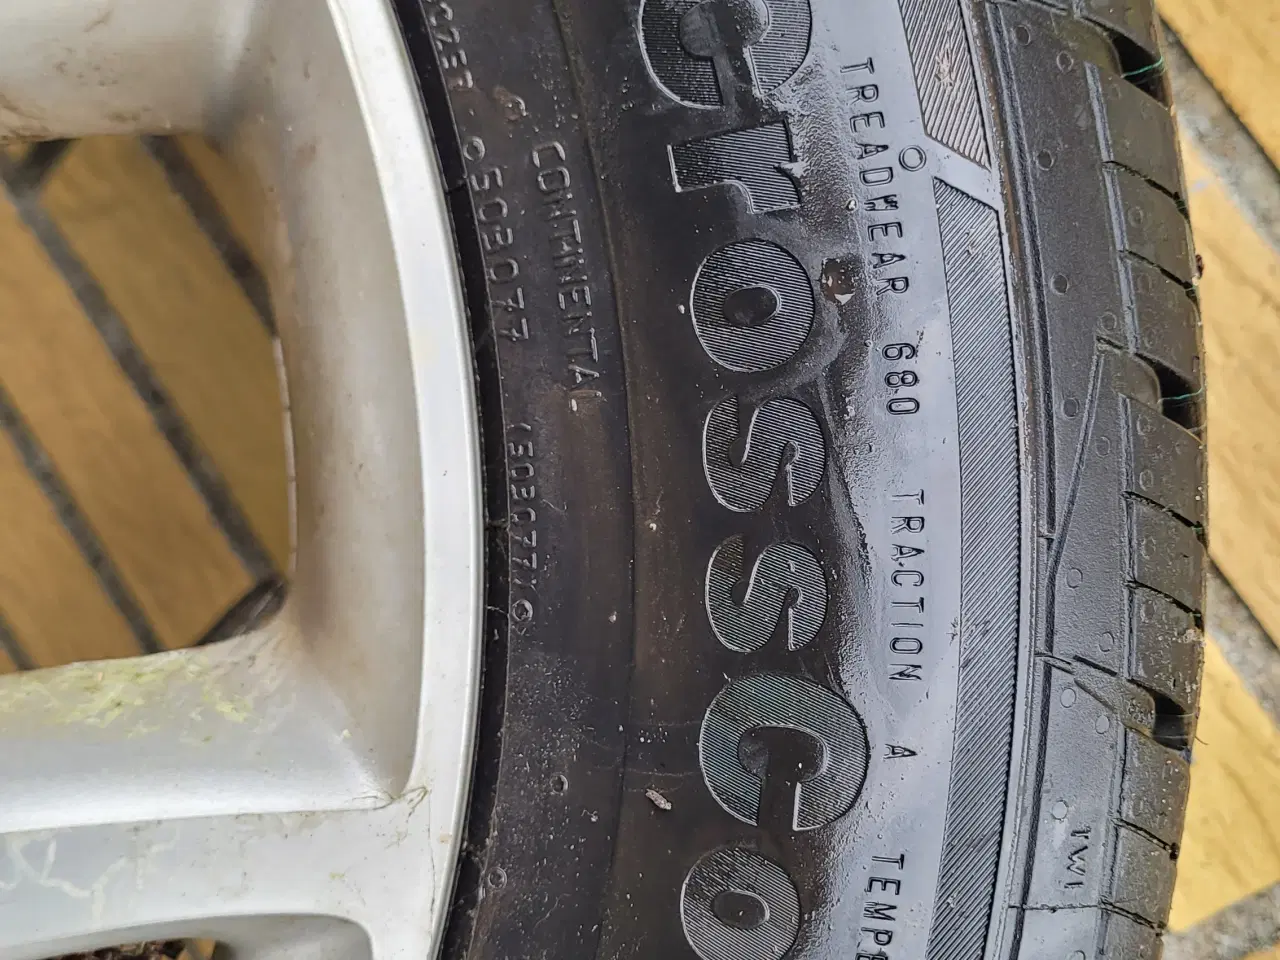 CrossCo
TREADWEAR 680 TRACTION A TEMPE
CONTINENTAL
503077
(503077)
TWI